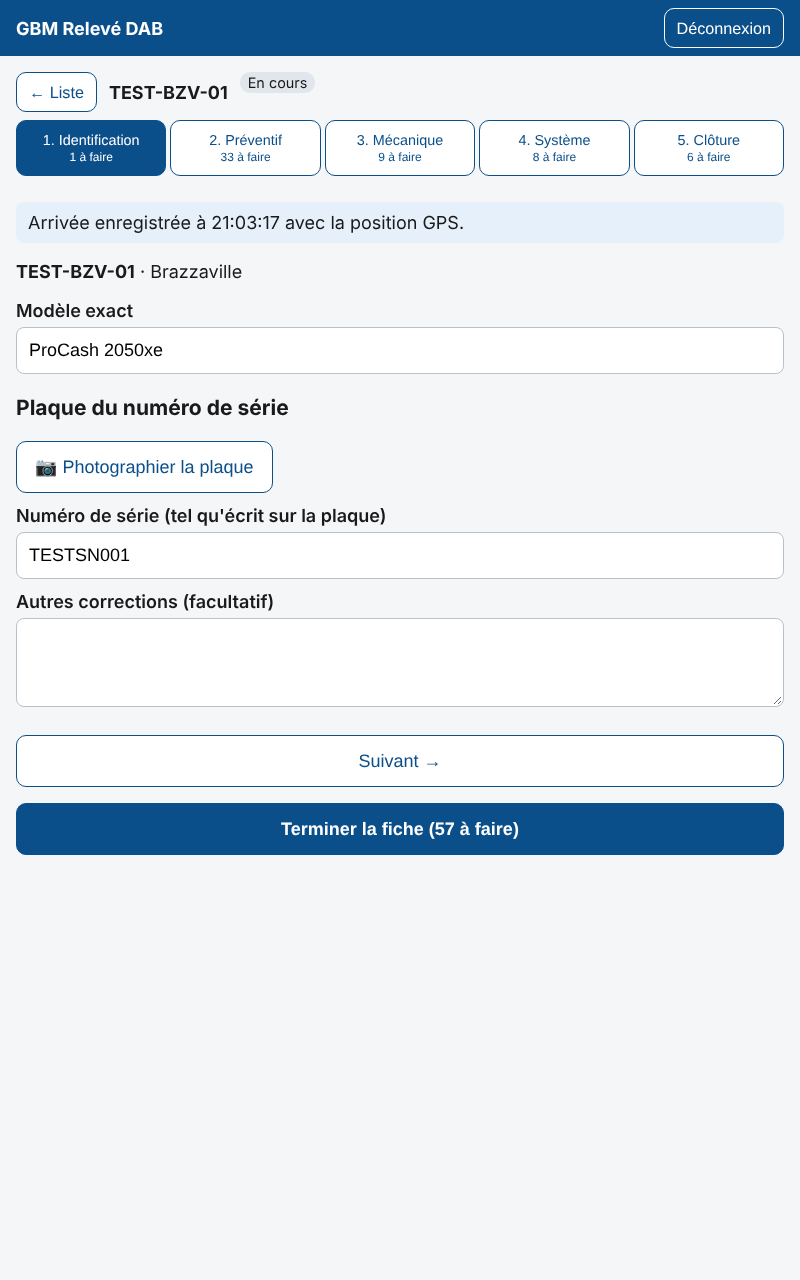 GBM Relevé DAB
Déconnexion
← Liste
TEST-BZV-01
En cours
1. Identification
1 à faire
2. Préventif
33 à faire
3. Mécanique
9 à faire
4. Système
8 à faire
5. Clôture
6 à faire
Arrivée enregistrée à 21:03:17 avec la position GPS.
TEST-BZV-01 · Brazzaville
Modèle exact
ProCash 2050xe
Plaque du numéro de série
📷 Photographier la plaque
Numéro de série (tel qu'écrit sur la plaque)
TESTSN001
Autres corrections (facultatif)
Suivant →
Terminer la fiche (57 à faire)